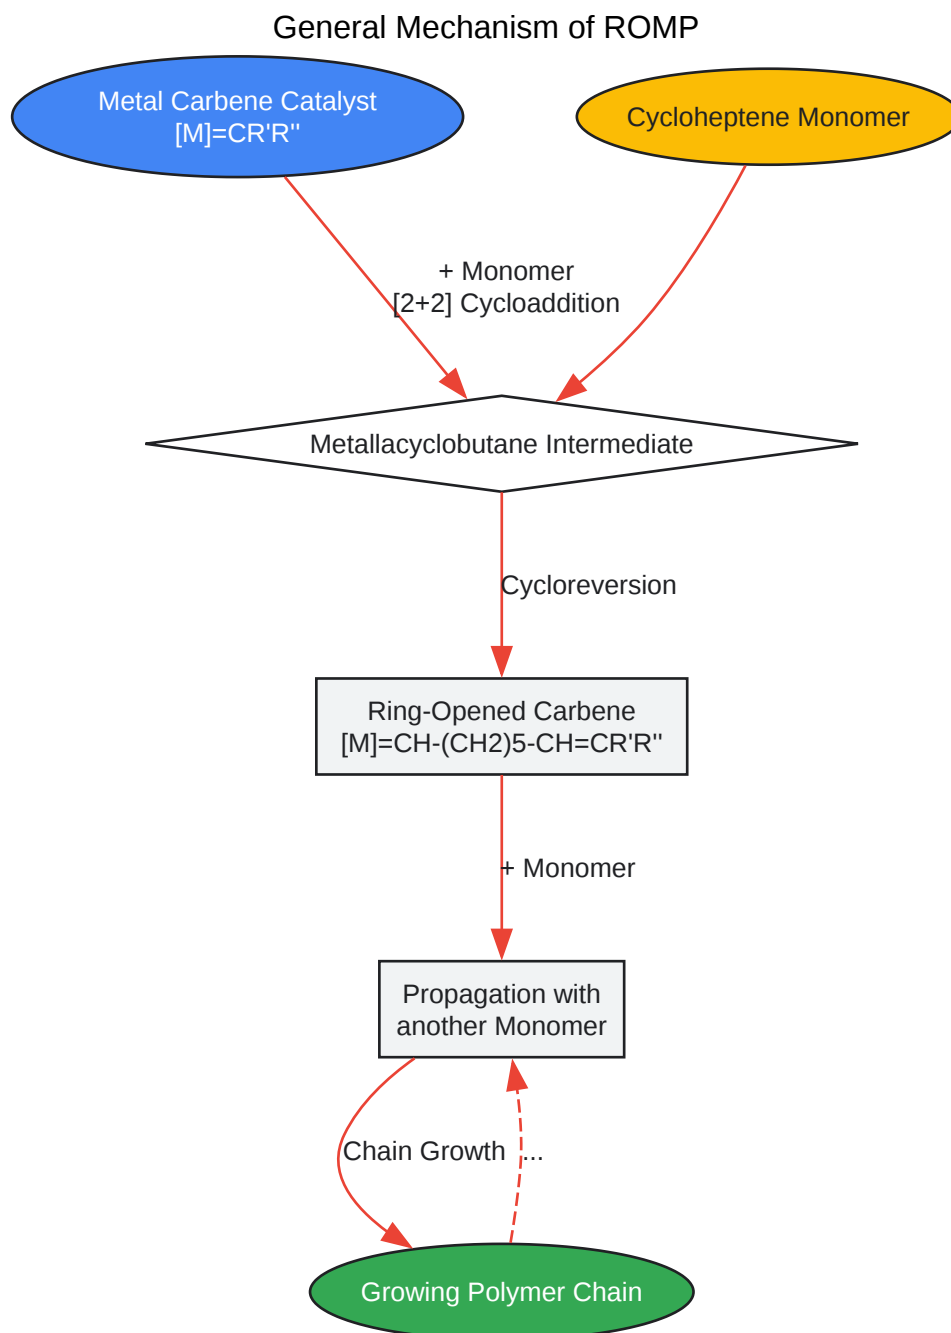 General Mechanism of ROMP
Metal Carbene Catalyst
[M]=CR'R''
Cycloheptene Monomer
+ Monomer
[2+2] Cycloaddition
Metallacyclobutane Intermediate
Cycloreversion
Ring-Opened Carbene
[M]=CH-(CH2)5-CH=CR'R''
+ Monomer
Propagation with
another Monomer
Chain Growth
...
Growing Polymer Chain